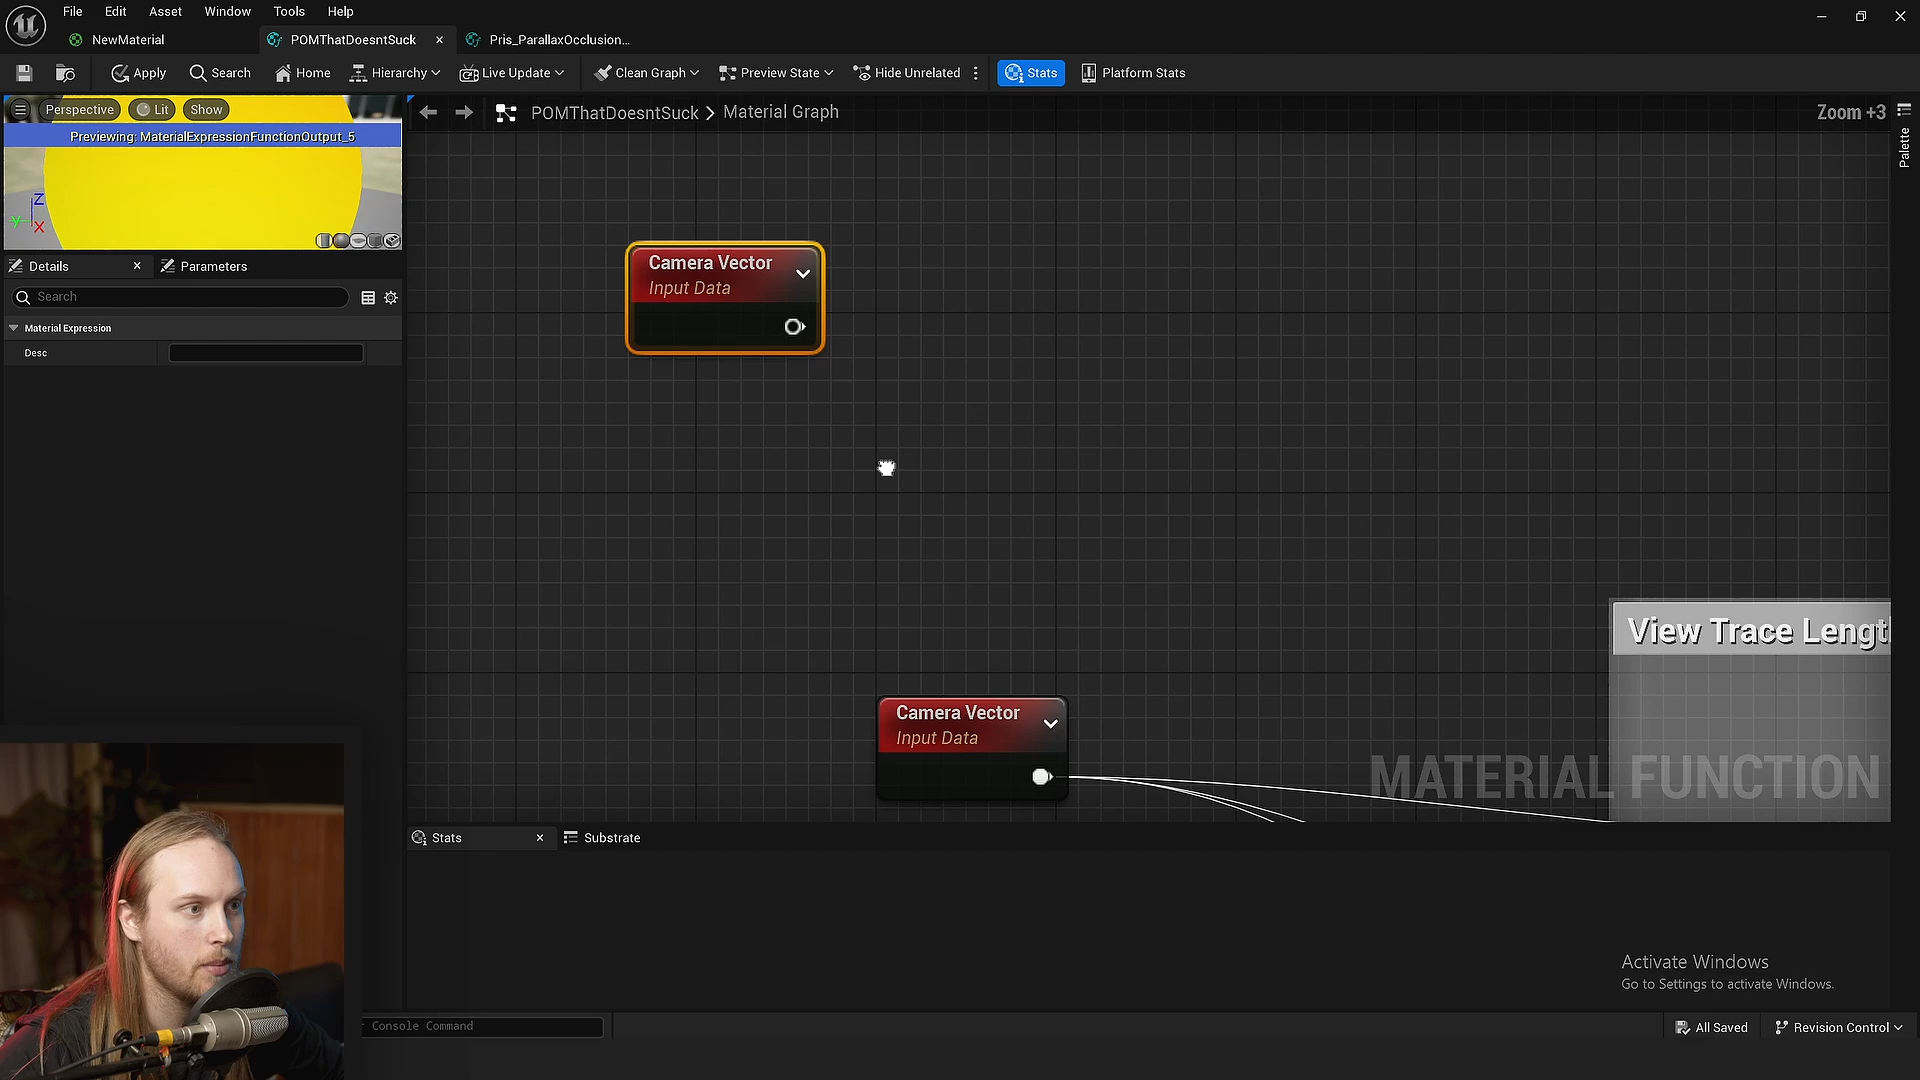 File Edit Asset Window Tools Help
NewMaterial POMThatDoesntSuck Pris_ParallaxOcclusion...
Apply Search Home Hierarchy Live Update Clean Graph Preview State Hide Unrelated Stats Platform Stats
Perspective Lit Show
Previewing: MaterialExpressionFunctionOutput_5
Z
Y
X
POMThatDoesntSuck Material Graph
Zoom +3
Palette
Details Parameters
Search
Material Expression
Desc
Camera Vector
Input Data
View Trace Lengt
Camera Vector
Input Data
MATERIAL FUNCTION
Stats Substrate
Activate Windows
Go to Settings to activate Windows.
Console Command
All Saved Revision Control